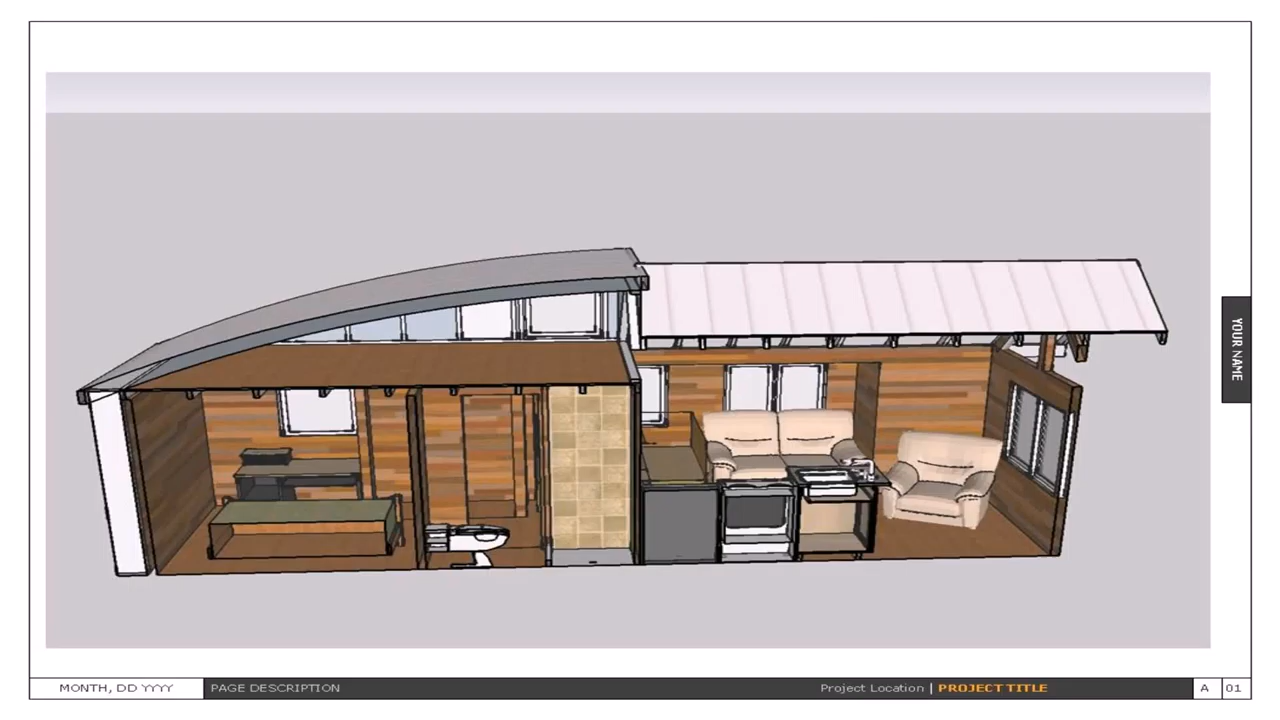 YOUR NAME
MONTH, DD YYYY
PAGE DESCRIPTION
Project Location | PROJECT TITLE
A
01